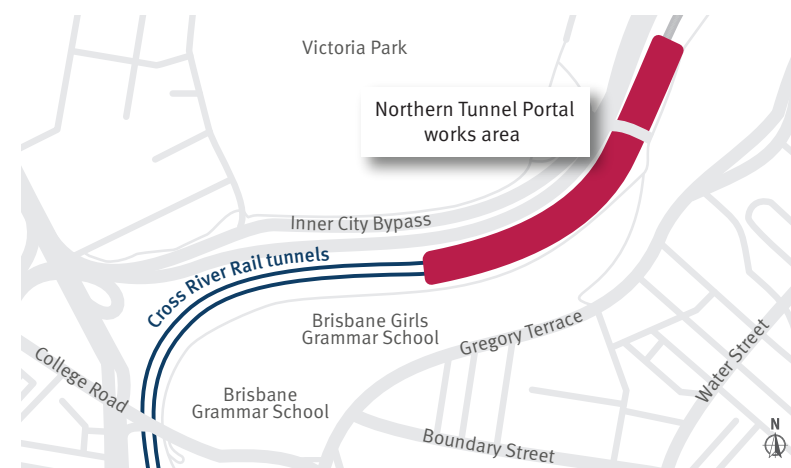 Victoria Park
Northern Tunnel Portal
works area
Inner City Bypass
Cross River Rail tunnels
Brisbane Girls
Grammar School
Gregory Terrace
Water Street
College Road
Brisbane
Grammar School
Boundary Street
N